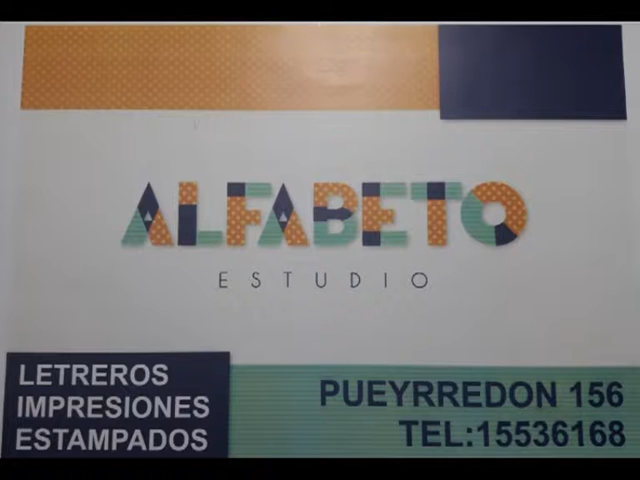 ALFABETO
ESTUDIO
LETREROS
IMPRESIONES
ESTAMPADOS
PUEYRREDON 156
TEL:15536168